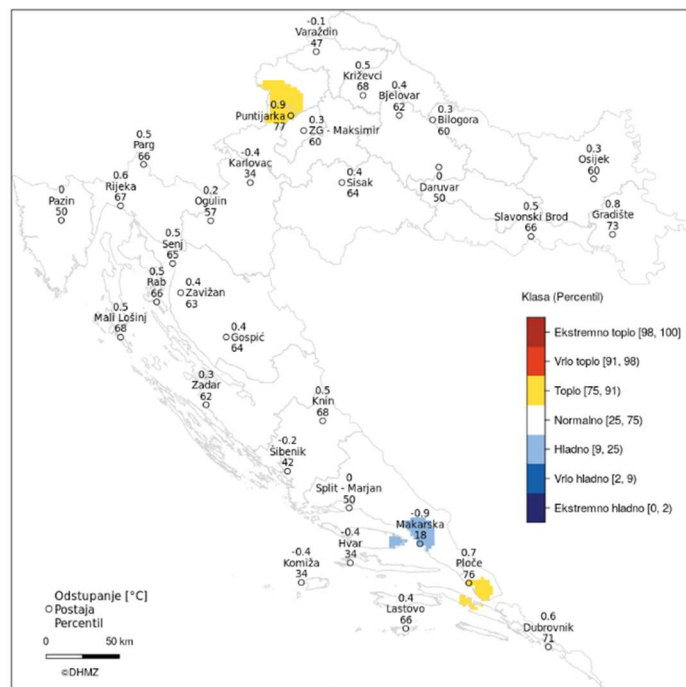 -0.1
Varaždin
47
0.5
Križevci
68
0.4
Bjelovar
62
0.3
Bilogora
60
0.9
Puntijarka
77
0.3
ZG - Maksimir
60
0.5
Parg
66
-0.4
Karlovac
34
0.4
Sisak
64
0
Daruvar
50
0.3
Osijek
60
0
Pazin
50
0.6
Rijeka
67
0.2
Ogulin
57
0.5
Slavonski Brod
66
0.8
Gradište
73
0.5
Senj
65
0.5
Rab
66
0.4
Zavižan
63
0.5
Mali Lošinj
68
0.4
Gospić
64
0.3
Zadar
62
0.5
Knin
68
-0.2
Šibenik
42
0
Split - Marjan
50
-0.9
Makarska
18
-0.4
Hvar
34
-0.4
Komiža
34
0.7
Ploče
76
0.4
Lastovo
66
0.6
Dubrovnik
71
Klasa (Percentil)
Ekstremno toplo [98, 100]
Vrlo toplo [91, 98)
Toplo [75, 91)
Normalno [25, 75)
Hladno [9, 25)
Vrlo hladno [2, 9)
Ekstremno hladno [0, 2)
Odstupanje [°C]
Postaja
Percentil
0 50 km
©DHMZ